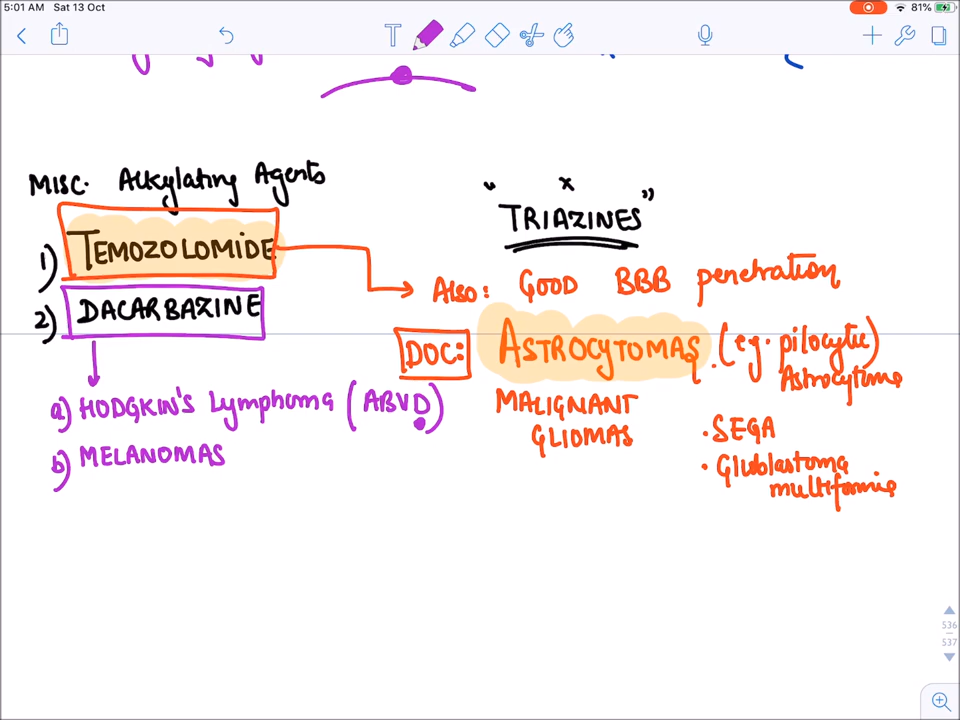 5:01 AM Sat 13 Oct
81%
T
MISC. Alkylating Agents
"TRIAZINES"
1) TEMOZOLOMIDE
Also: GOOD BBB penetration
2) DACARBAZINE
DOC: ASTROCYTOMAS. (eg. pilocytic)
Astrocytoma
a) HODGKIN'S Lymphoma (ABVD)
MALIGNANT
GLIOMAS
• SEGA
b) MELANOMAS
• Glioblastoma
multiformis
536
537